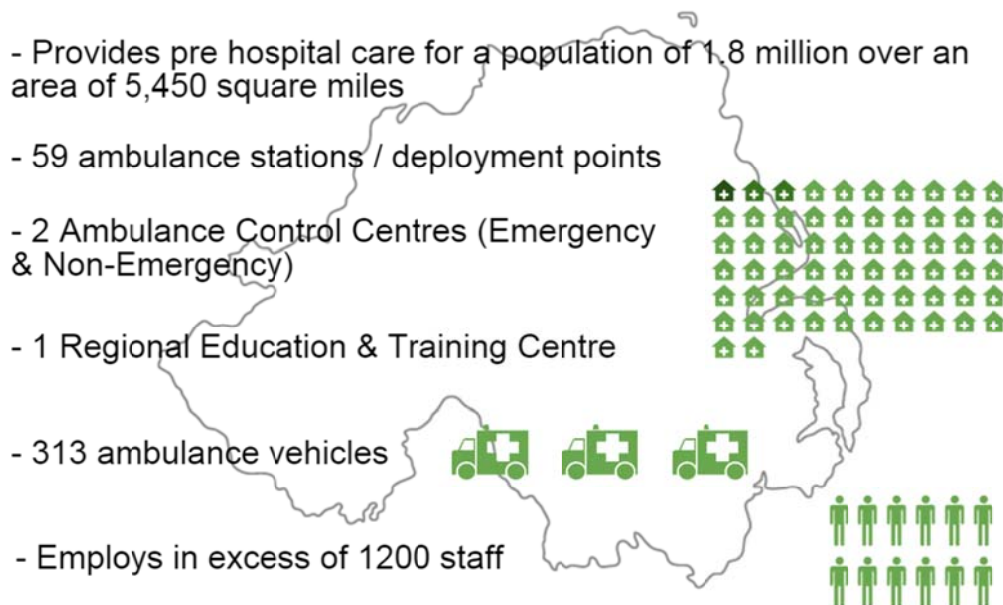 - Provides pre hospital care for a population of 1.8 million over an
area of 5,450 square miles
- 59 ambulance stations / deployment points
- 2 Ambulance Control Centres (Emergency
& Non-Emergency)
- 1 Regional Education & Training Centre
- 313 ambulance vehicles
- Employs in excess of 1200 staff